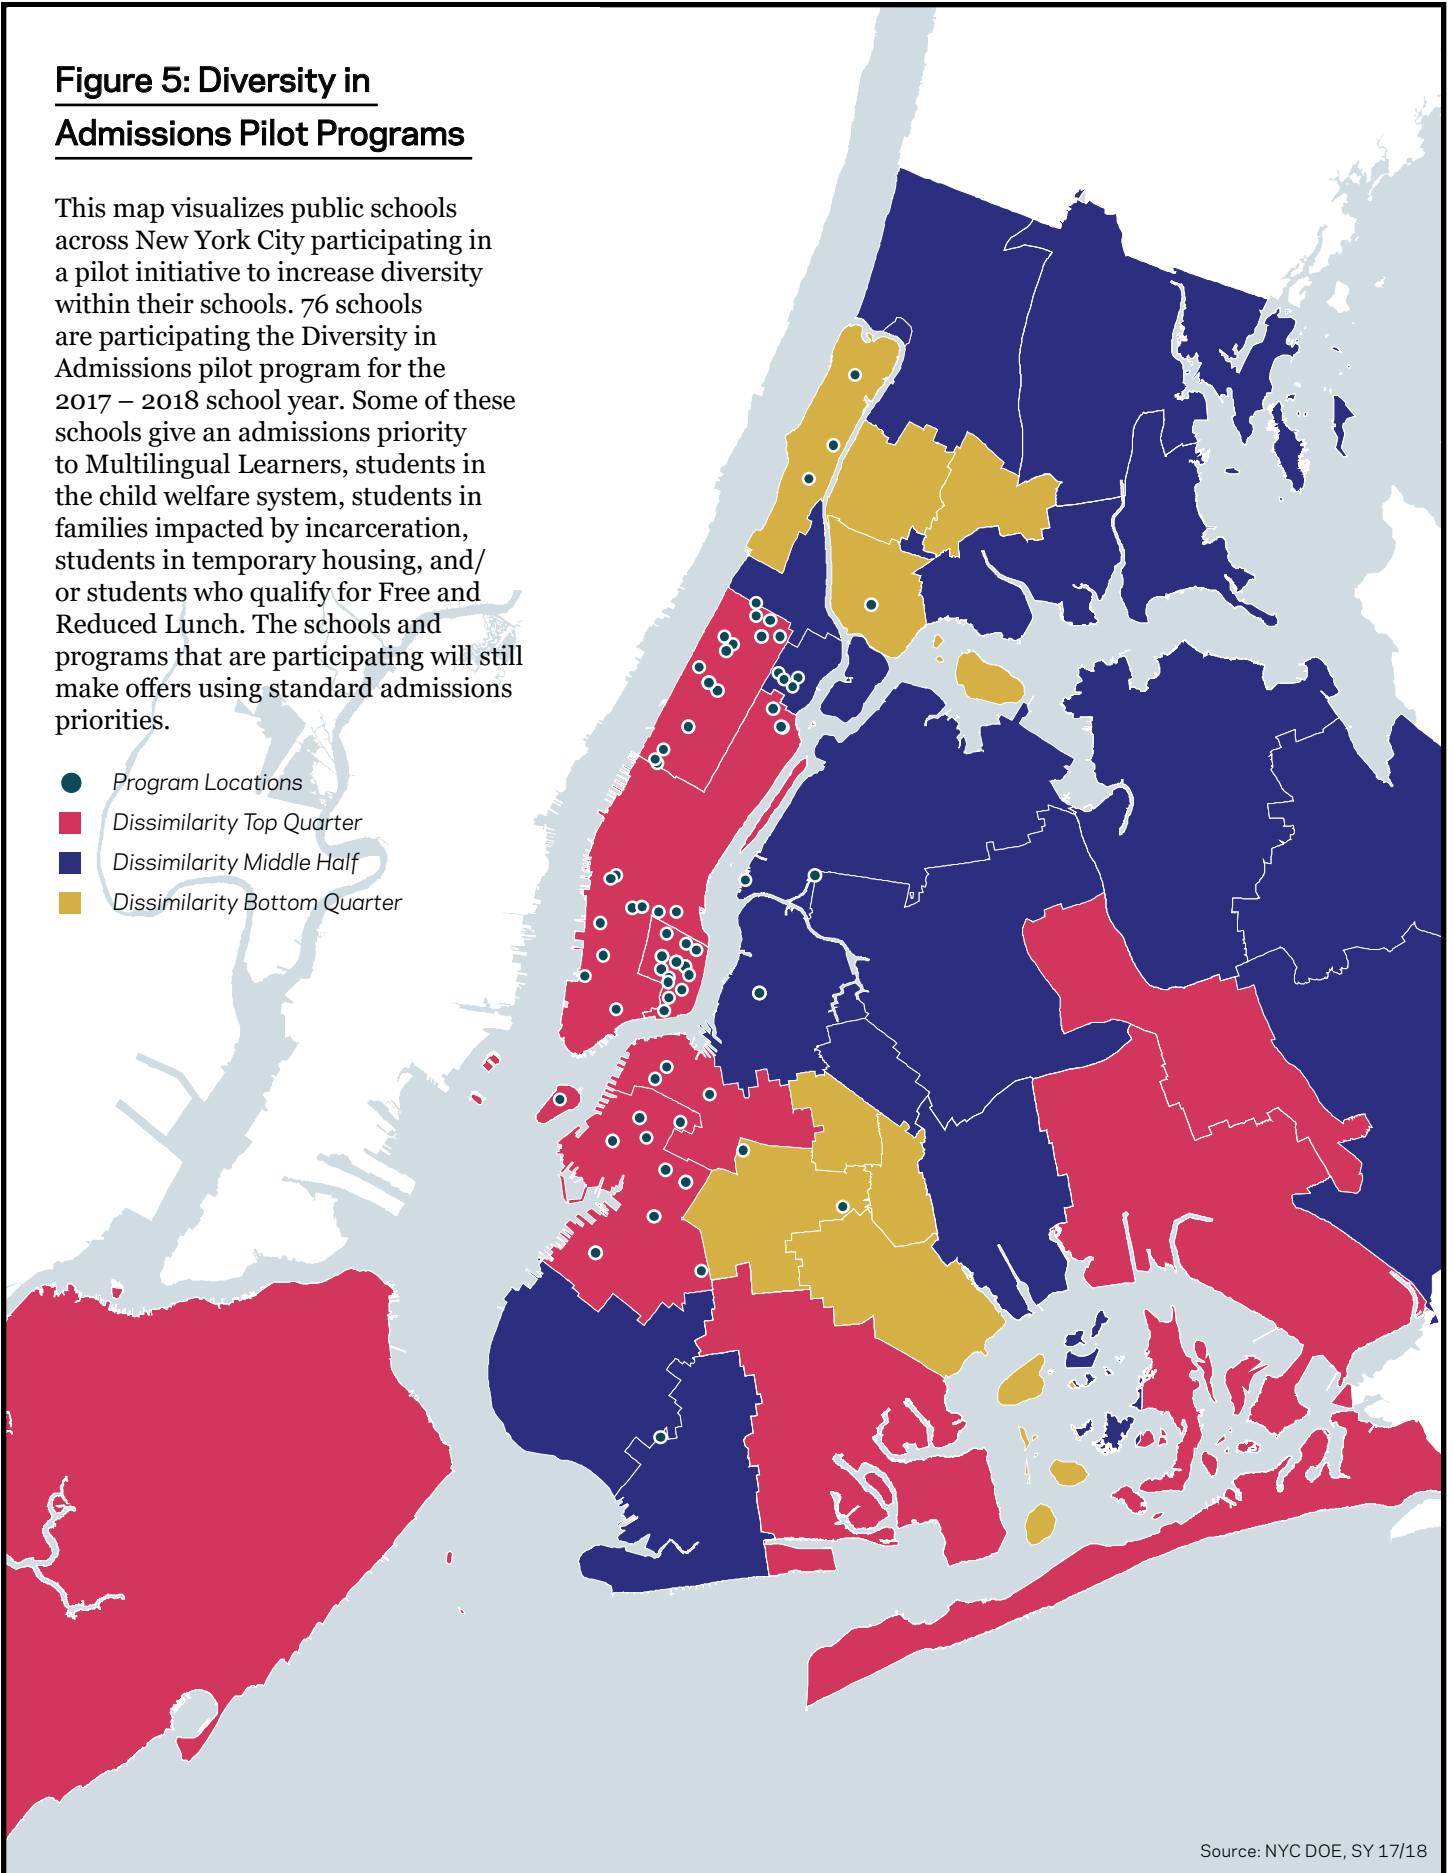 Figure 5: Diversity in
Admissions Pilot Programs
This map visualizes public schools
across New York City participating in
a pilot initiative to increase diversity
within their schools. 76 schools
are participating the Diversity in
Admissions pilot program for the
2017 – 2018 school year. Some of these
schools give an admissions priority
to Multilingual Learners, students in
the child welfare system, students in
families impacted by incarceration,
students in temporary housing, and/
or students who qualify for Free and
Reduced Lunch. The schools and
programs that are participating will still
make offers using standard admissions
priorities.
Program Locations
Dissimilarity Top Quarter
Dissimilarity Middle Half
Dissimilarity Bottom Quarter
Source: NYC DOE, SY 17/18